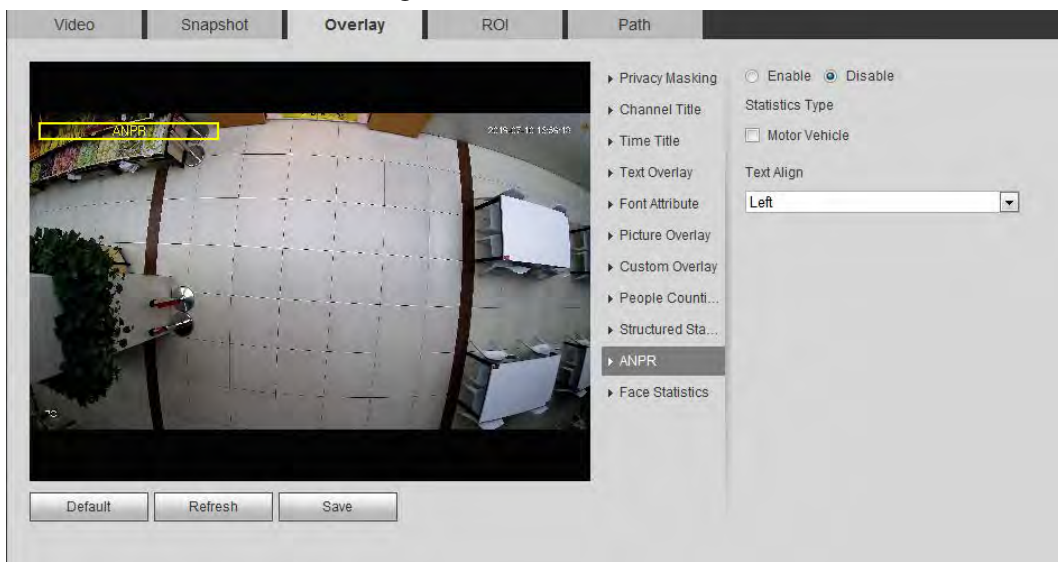 Video
Snapshot
Overlay
ROI
Path
ANPR
Privacy Masking
Channel Title
Time Title
Text Overlay
Font Attribute
Picture Overlay
Custom Overlay
People Counti...
Structured Sta...
ANPR
Face Statistics
Enable
Disable
Statistics Type
Motor Vehicle
Text Align
Left
Default
Refresh
Save